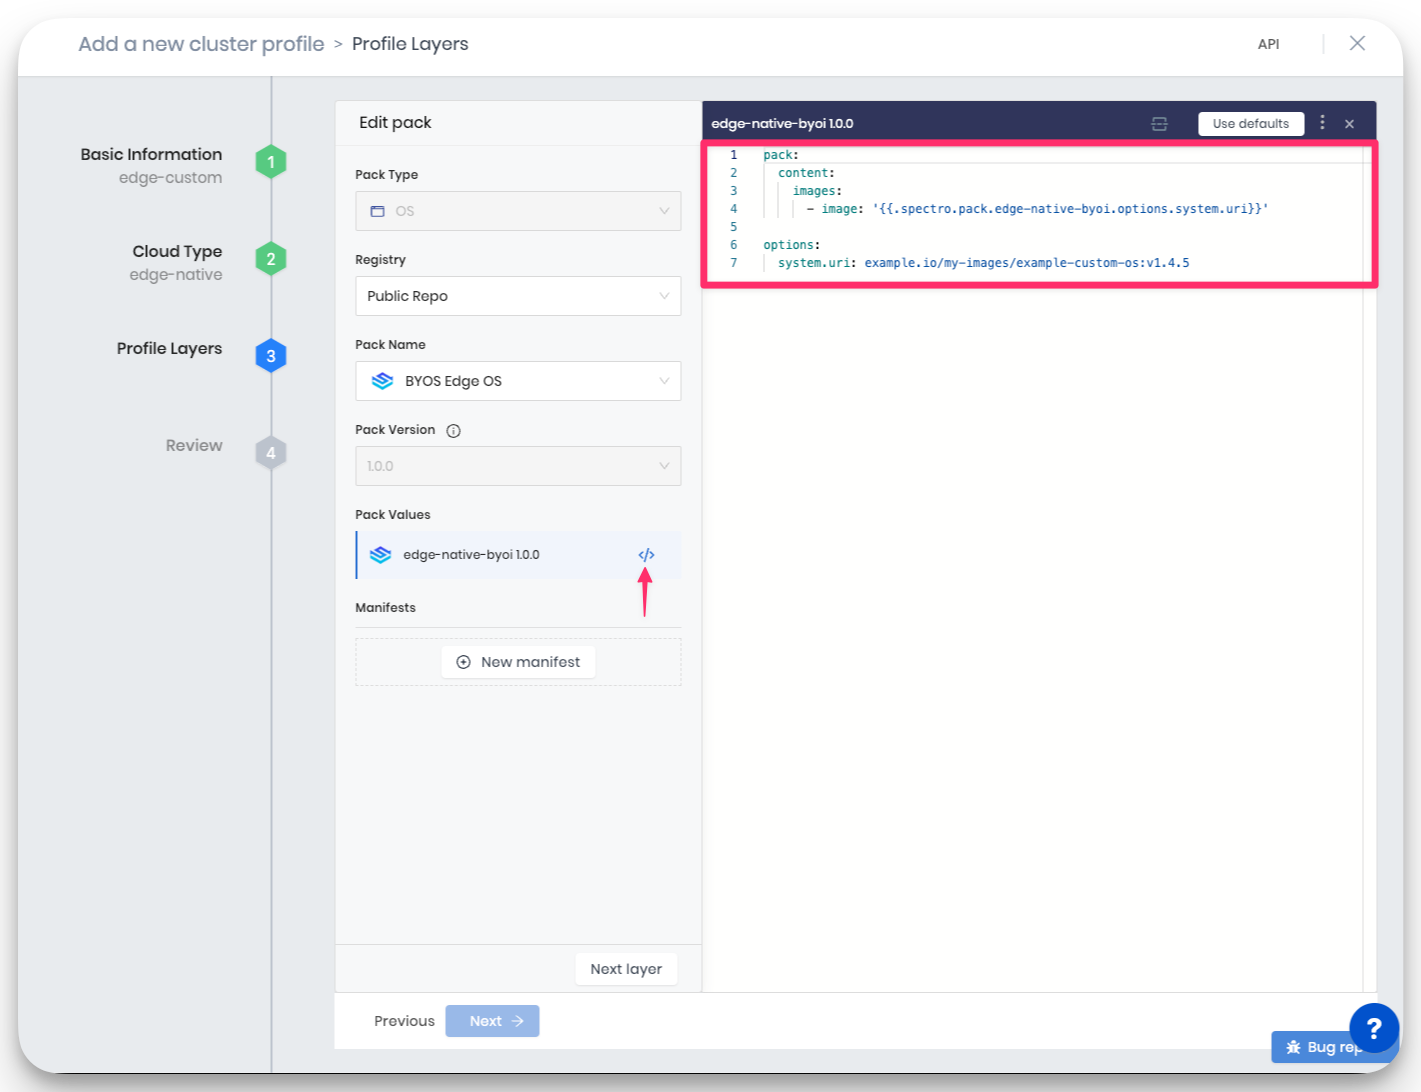 Add a new cluster profile > Profile Layers
API
Basic Information
edge-custom
1
Cloud Type
edge-native
2
Profile Layers
3
Review
4
Edit pack
Pack Type
OS
Registry
Public Repo
Pack Name
BYOS Edge OS
Pack Version
1.0.0
Pack Values
edge-native-byoi 1.0.0
</>
Manifests
New manifest
Next layer
Previous
Next
edge-native-byoi 1.0.0
Use defaults
1 pack:
2   content:
3     images:
4       - image: '{{.spectro.pack.edge-native-byoi.options.system.uri}}'
5
6 options:
7   system.uri: example.io/my-images/example-custom-os:v1.4.5
?
Bug